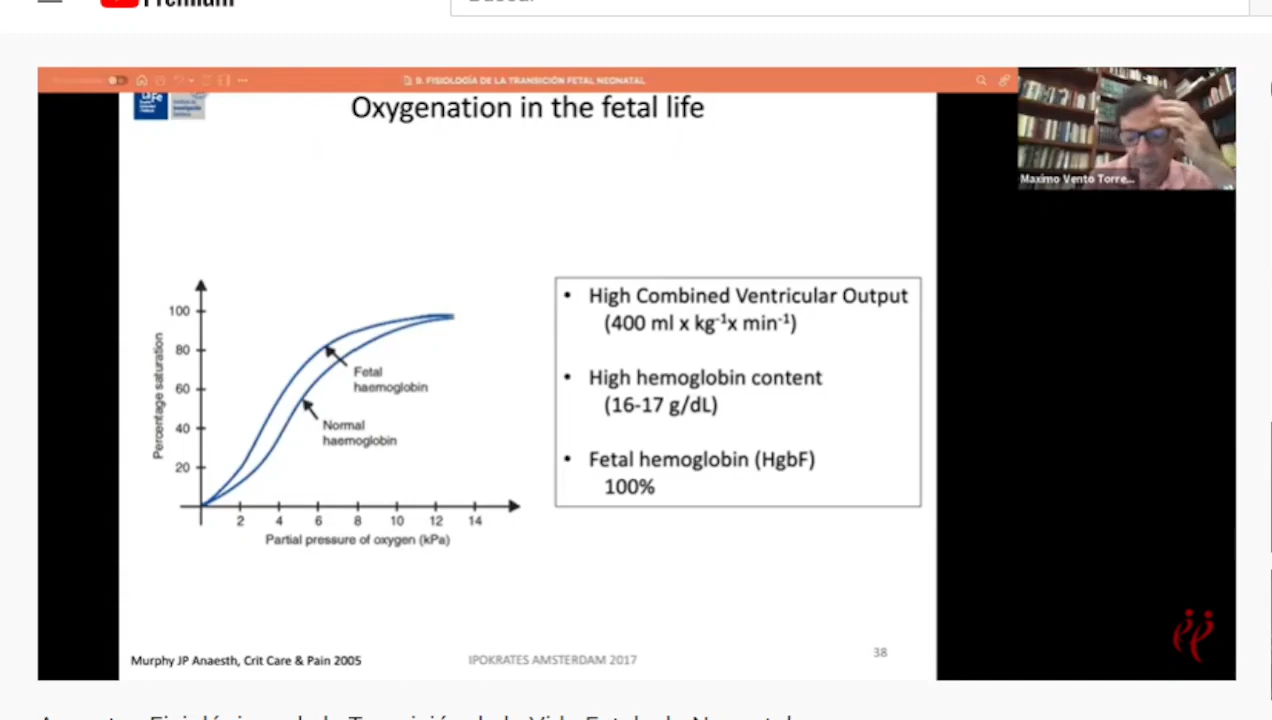 Premium
9. FISIOLOGÍA DE LA TRANSICIÓN FETAL NEONATAL
La Fe
Oxygenation in the fetal life
Maximo Vento Torre...
100
80
60
40
20
Percentage saturation
Fetal
haemoglobin
Normal
haemoglobin
2 4 6 8 10 12 14
Partial pressure of oxygen (kPa)
• High Combined Ventricular Output
(400 ml x kg⁻¹x min⁻¹)
• High hemoglobin content
(16-17 g/dL)
• Fetal hemoglobin (HgbF)
100%
Murphy JP Anaesth, Crit Care & Pain 2005
IPOKRATES AMSTERDAM 2017
38